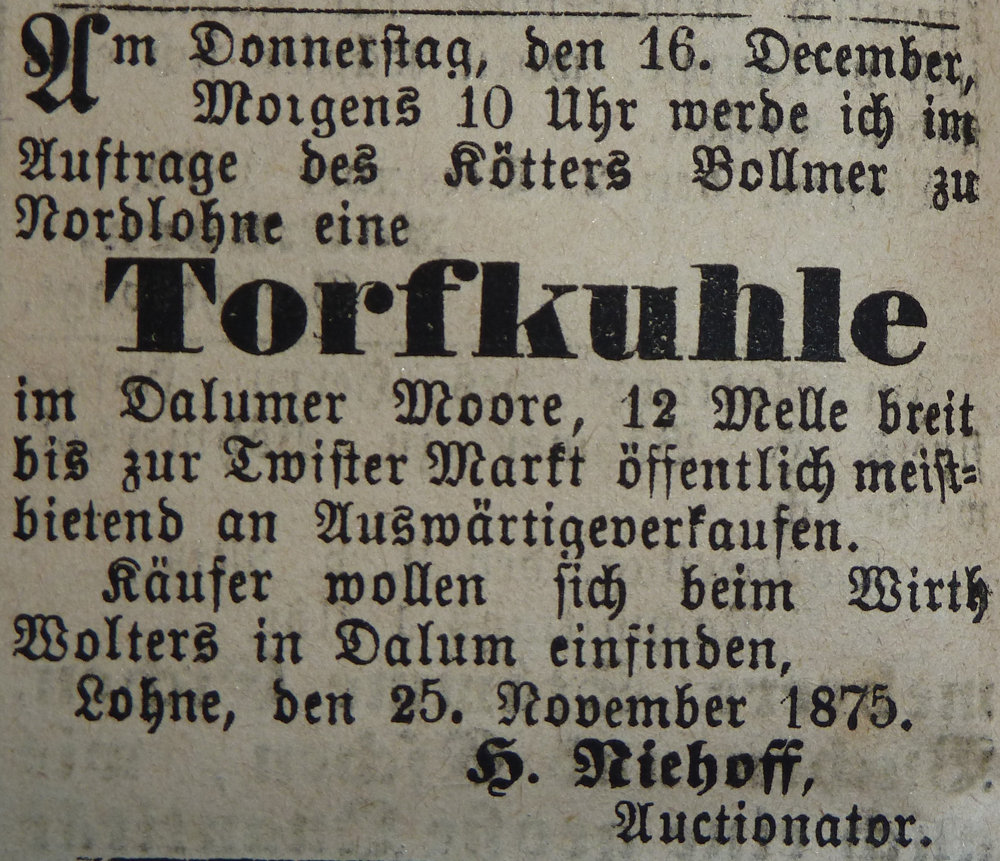 Am Donnerstag, den 16. December,
Morgens 10 Uhr werde ich im
Auftrage des Kötters Bollmer zu
Nordlohne eine
Torfkuhle
im Dalumer Moore, 12 Melle breit
bis zur Twister Markt öffentlich meist-
bietend an Auswärtigeverkaufen.
Käufer wollen sich beim Wirth
Wolters in Dalum einfinden,
Lohne, den 25. November 1875.
H. Niehoff,
Auctionator.